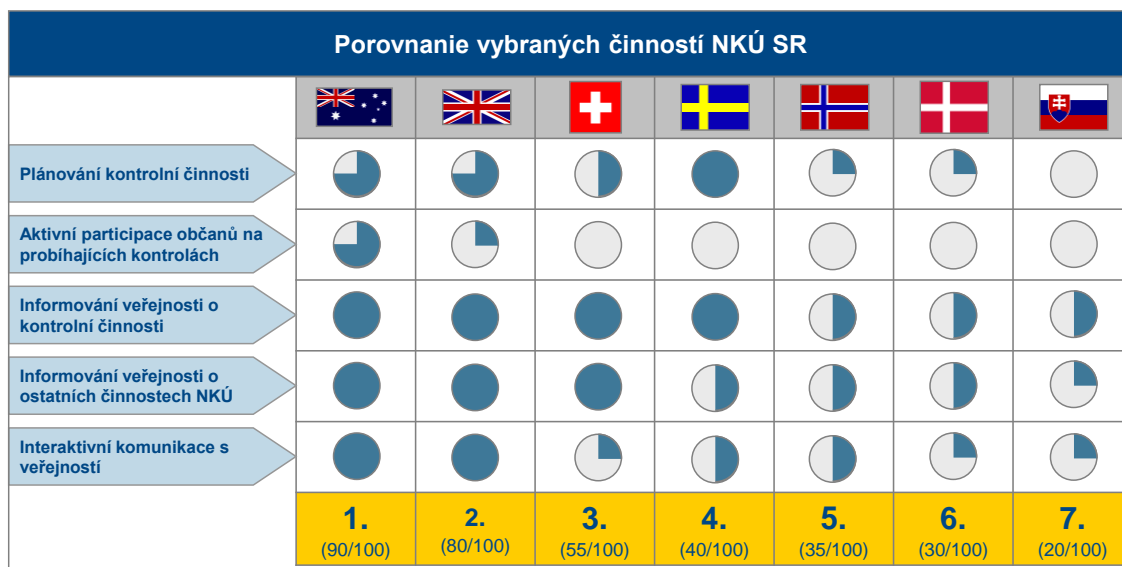 Porovnanie vybraných činností NKÚ SR
Plánování kontrolní činnosti
Aktivní participace občanů na
probíhajících kontrolách
Informování veřejnosti o
kontrolní činnosti
Informování veřejnosti o
ostatních činnostech NKÚ
Interaktivní komunikace s
veřejností
1. 2. 3. 4. 5. 6. 7.
(90/100) (80/100) (55/100) (40/100) (35/100) (30/100) (20/100)